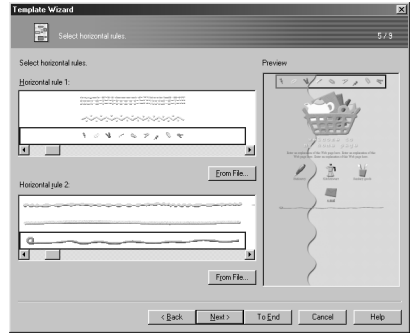 Template Wizard
Select horizontal rules.
5 / 9
Select horizontal rules.
Preview
Horizontal rule 1:
From File...
Horizontal rule 2:
From File...
< Back
Next >
To End
Cancel
Help